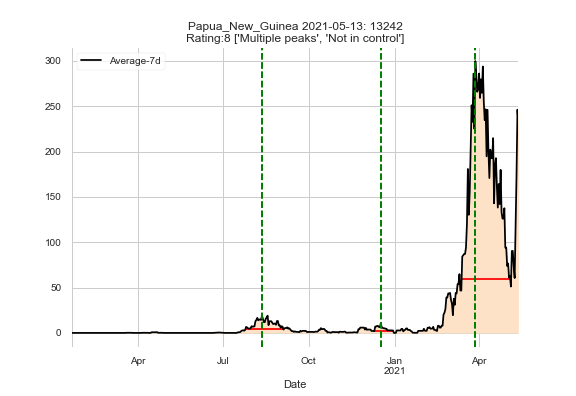 Papua_New_Guinea 2021-05-13: 13242
Rating:8 ['Multiple peaks', 'Not in control']
Average-7d
300
250
200
150
100
50
0
Apr
Jul
Oct
Jan
2021
Apr
Date